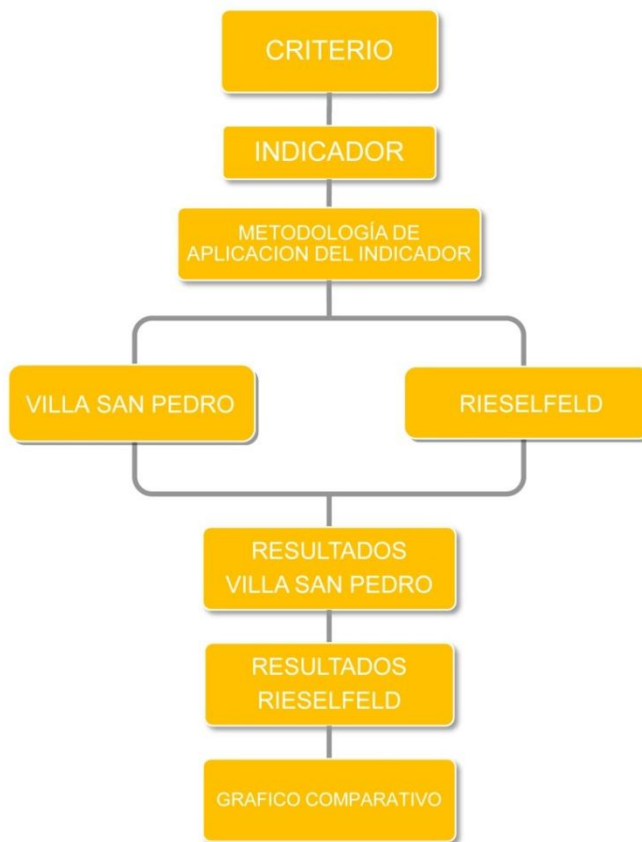 CRITERIO
INDICADOR
METODOLOGÍA DE
APLICACION DEL INDICADOR
VILLA SAN PEDRO
RIESELFELD
RESULTADOS
VILLA SAN PEDRO
RESULTADOS
RIESELFELD
GRAFICO COMPARATIVO